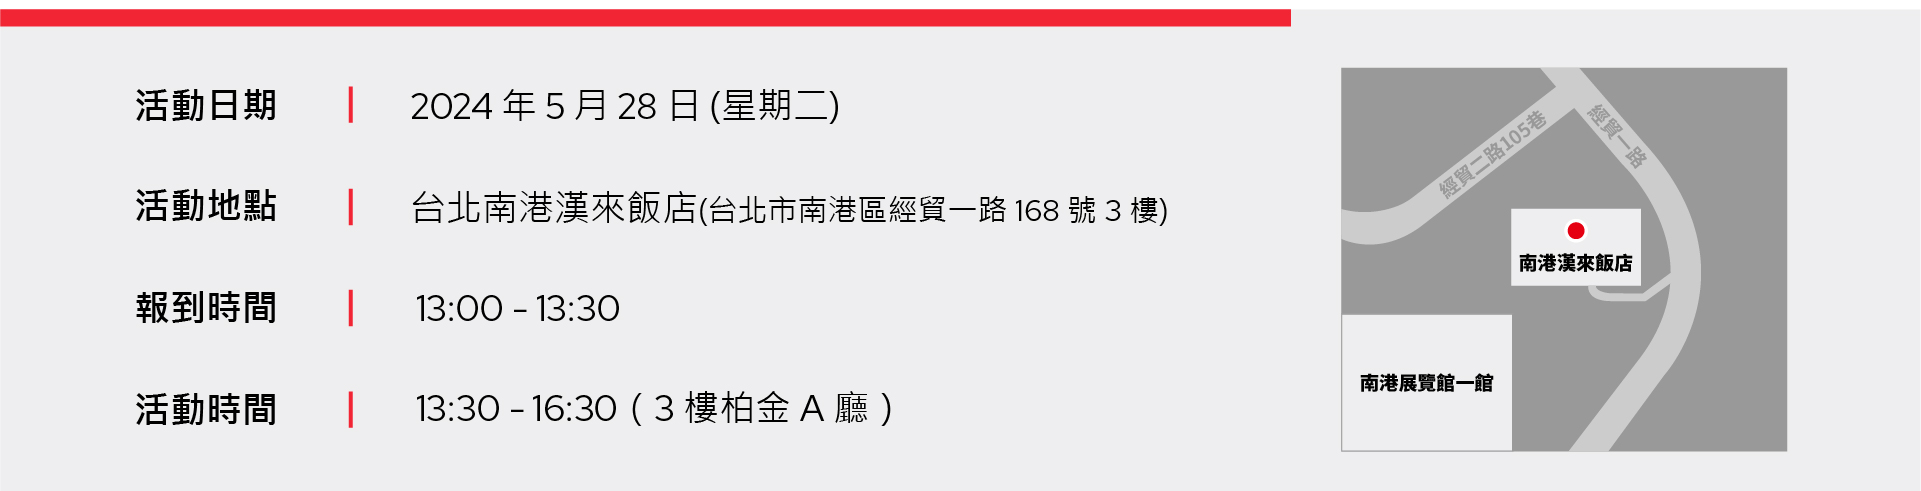 活動日期 | 2024 年 5 月 28 日 (星期二)
活動地點 | 台北南港漢來飯店(台北市南港區經貿一路 168 號 3 樓)
報到時間 | 13:00 - 13:30
活動時間 | 13:30 - 16:30 ( 3 樓柏金 A 廳 )
經貿二路105巷
經貿一路
南港漢來飯店
南港展覽館一館